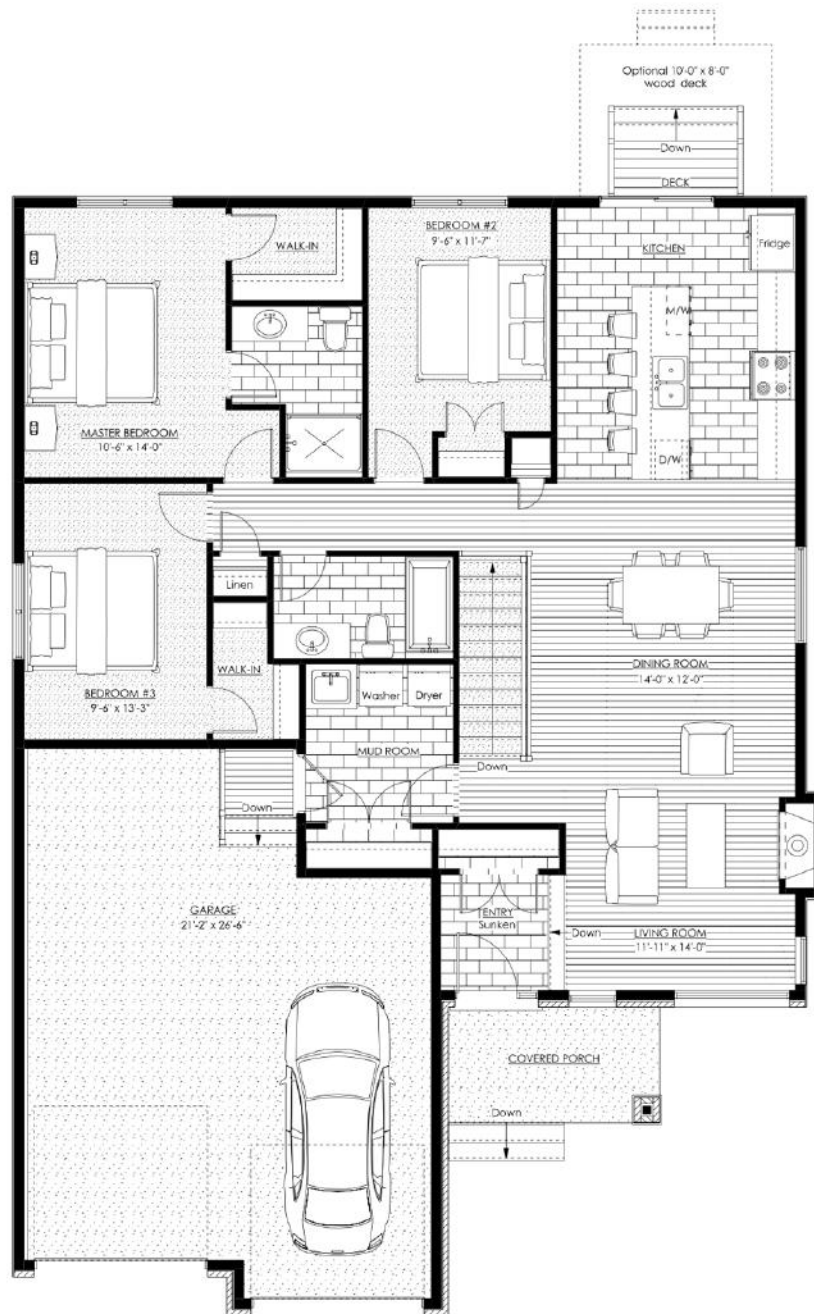 Optional 10'-0" x 8'-0"
wood deck
Down
DECK
WALK-IN
BEDROOM #2
9'-6" x 11'-7"
KITCHEN
Fridge
M/W
MASTER BEDROOM
10'-6" x 14'-0"
D/W
Linen
WALK-IN
BEDROOM #3
9'-6" x 13'-3"
Washer
Dryer
DINING ROOM
14'-0" x 12'-0"
MUD ROOM
Down
Down
GARAGE
21'-2" x 26'-6"
ENTRY
Sunken
Down
LIVING ROOM
11'-11" x 14'-0"
COVERED PORCH
Down